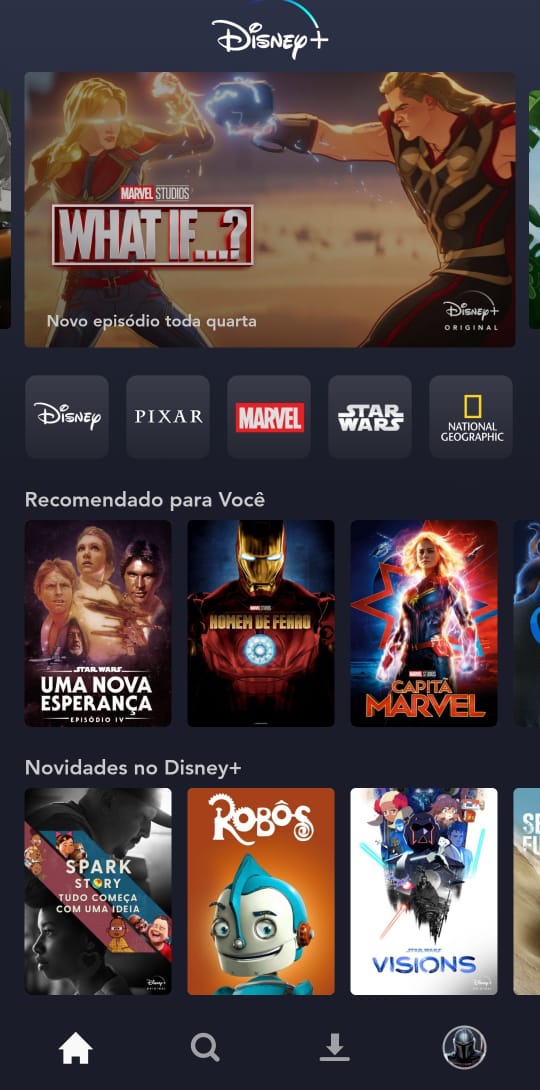 Disney+
MARVEL STUDIOS
WHAT IF...?
Novo episódio toda quarta
Disney+
ORIGINAL
Disney
PIXAR
MARVEL
STAR
WARS
NATIONAL
GEOGRAPHIC
Recomendado para Você
STAR WARS
UMA NOVA
ESPERANÇA
EPISÓDIO IV
MARVEL STUDIOS
HOMEM DE FERRO
MARVEL STUDIOS
CAPITÃ
MARVEL
Novidades no Disney+
A
SPARK
STORY
TUDO COMEÇA
COM UMA IDEIA
Disney+
ORIGINAL
ROBÔS
STAR WARS
VISIONS
Disney+
ORIGINAL
SE
FU